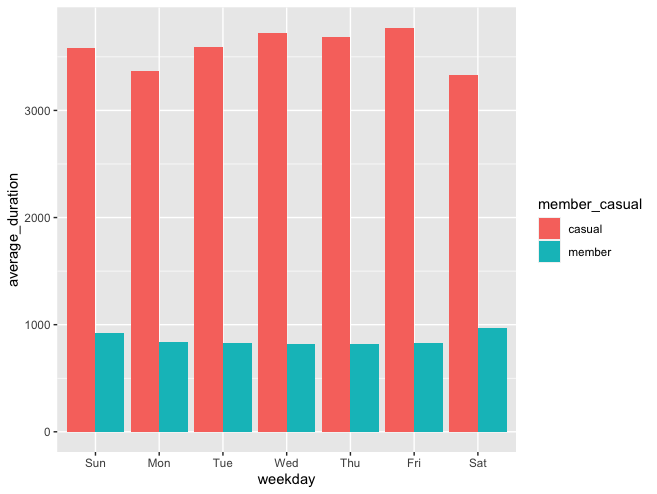 average_duration
3000
2000
1000
0
Sun Mon Tue Wed Thu Fri Sat
weekday
member_casual
casual
member